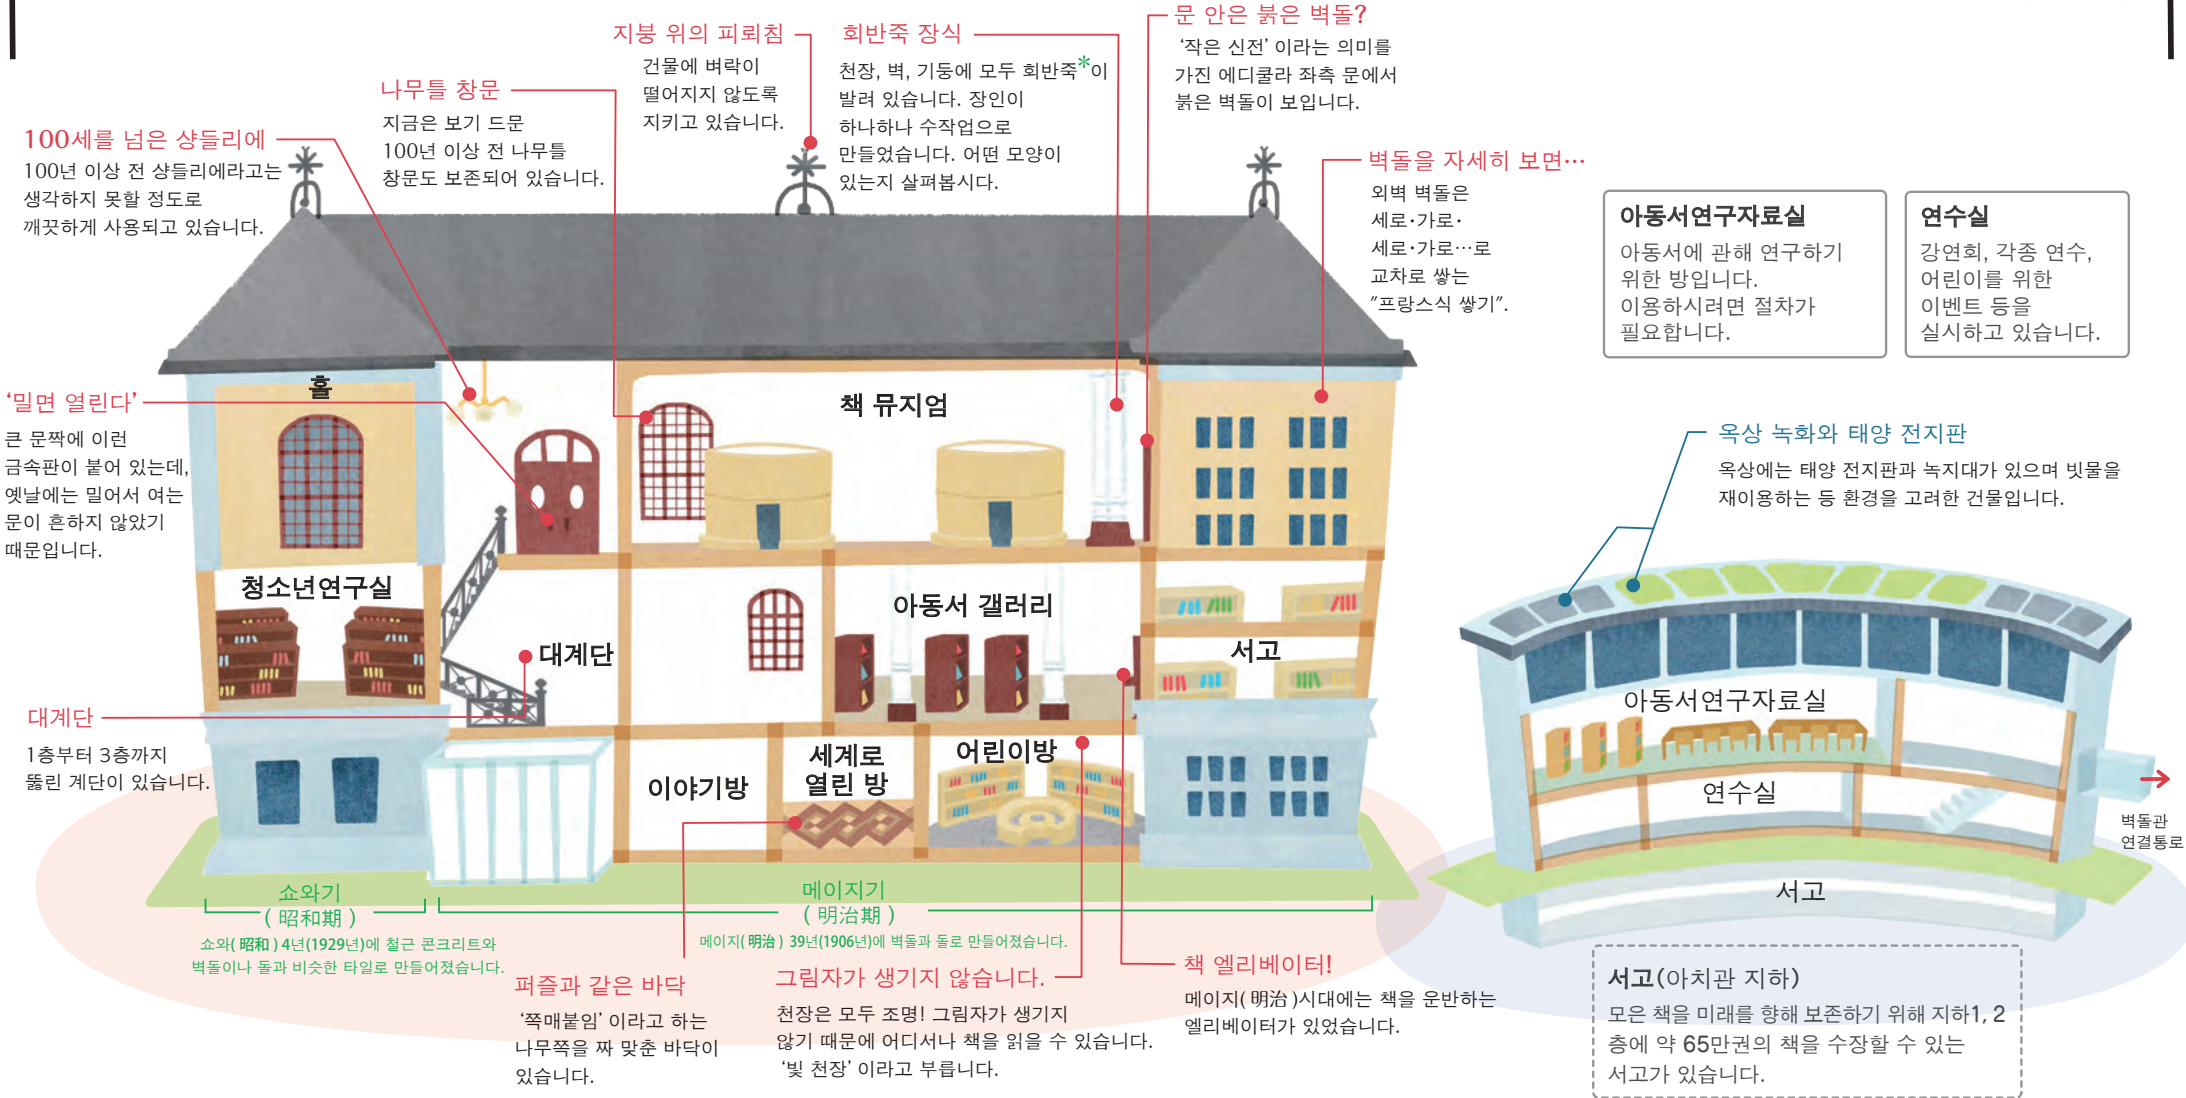 100세를 넘은 샹들리에
100년 이상 전 샹들리에라고는
생각하지 못할 정도로
깨끗하게 사용되고 있습니다.
나무틀 창문
지금은 보기 드문
100년 이상 전 나무틀
창문도 보존되어 있습니다.
지붕 위의 피뢰침
건물에 벼락이
떨어지지 않도록
지키고 있습니다.
회반죽 장식
천장, 벽, 기둥에 모두 회반죽*이
발려 있습니다. 장인이
하나하나 수작업으로
만들었습니다. 어떤 모양이
있는지 살펴봅시다.
문 안은 붉은 벽돌?
‘작은 신전’ 이라는 의미를
가진 에디쿨라 좌측 문에서
붉은 벽돌이 보입니다.
벽돌을 자세히 보면…
외벽 벽돌은
세로·가로·
세로·가로…로
교차로 쌓는
"프랑스식 쌓기".
아동서연구자료실
아동서에 관해 연구하기
위한 방입니다.
이용하시려면 절차가
필요합니다.
연수실
강연회, 각종 연수,
어린이를 위한
이벤트 등을
실시하고 있습니다.
‘밀면 열린다’
큰 문짝에 이런
금속판이 붙어 있는데,
옛날에는 밀어서 여는
문이 흔하지 않았기
때문입니다.
홀
책 뮤지엄
옥상 녹화와 태양 전지판
옥상에는 태양 전지판과 녹지대가 있으며 빗물을
재이용하는 등 환경을 고려한 건물입니다.
청소년연구실
대계단
아동서 갤러리
서고
대계단
1층부터 3층까지
뚫린 계단이 있습니다.
이야기방
세계로
열린 방
어린이방
아동서연구자료실
연수실
서고
벽돌관
연결통로
쇼와기
( 昭和期 )
쇼와( 昭和 ) 4년(1929년)에 철근 콘크리트와
벽돌이나 돌과 비슷한 타일로 만들어졌습니다.
메이지기
( 明治期 )
메이지( 明治 ) 39년(1906년)에 벽돌과 돌로 만들어졌습니다.
퍼즐과 같은 바닥
‘쪽매붙임’ 이라고 하는
나무쪽을 짜 맞춘 바닥이
있습니다.
그림자가 생기지 않습니다.
천장은 모두 조명! 그림자가 생기지
않기 때문에 어디서나 책을 읽을 수 있습니다.
‘빛 천장’ 이라고 부릅니다.
책 엘리베이터!
메이지( 明治 )시대에는 책을 운반하는
엘리베이터가 있었습니다.
서고(아치관 지하)
모은 책을 미래를 향해 보존하기 위해 지하1, 2
층에 약 65만권의 책을 수장할 수 있는
서고가 있습니다.